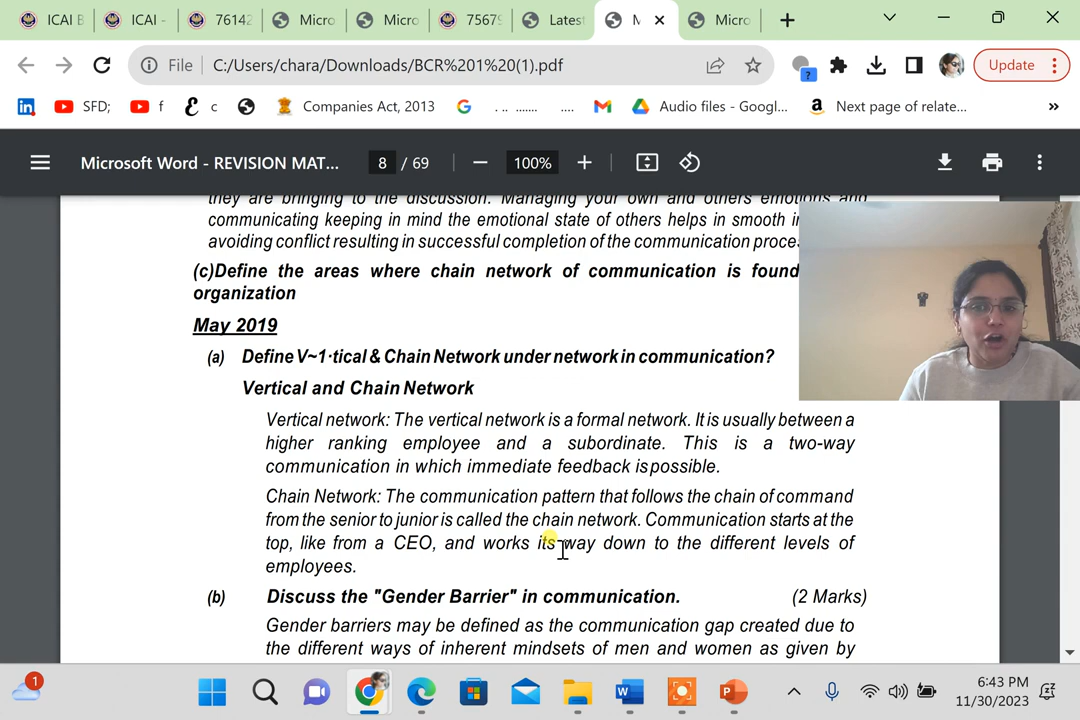 ICAI B
ICAI -
76142
Micro
Micro
75679
Latest
M
Micro
File C:/Users/chara/Downloads/BCR%201%20(1).pdf
Update
f
c
Companies Act, 2013
.. ....... ....
Audio files - Googl...
Next page of relate...
Microsoft Word - REVISION MAT...
8 / 69
100%
they are bringing to the discussion. Managing your own and others emotions and
communicating keeping in mind the emotional state of others helps in smooth in
avoiding conflict resulting in successful completion of the communication proce
(c)Define the areas where chain network of communication is found
organization
May 2019
(a) Define V~1·tical & Chain Network under network in communication?
Vertical and Chain Network
Vertical network: The vertical network is a formal network. It is usually between a
higher ranking employee and a subordinate. This is a two-way
communication in which immediate feedback is possible.
Chain Network: The communication pattern that follows the chain of command
from the senior to junior is called the chain network. Communication starts at the
top, like from a CEO, and works its way down to the different levels of
employees.
(b) Discuss the "Gender Barrier" in communication. (2 Marks)
Gender barriers may be defined as the communication gap created due to
the different ways of inherent mindsets of men and women as given by
1
6:43 PM
11/30/2023